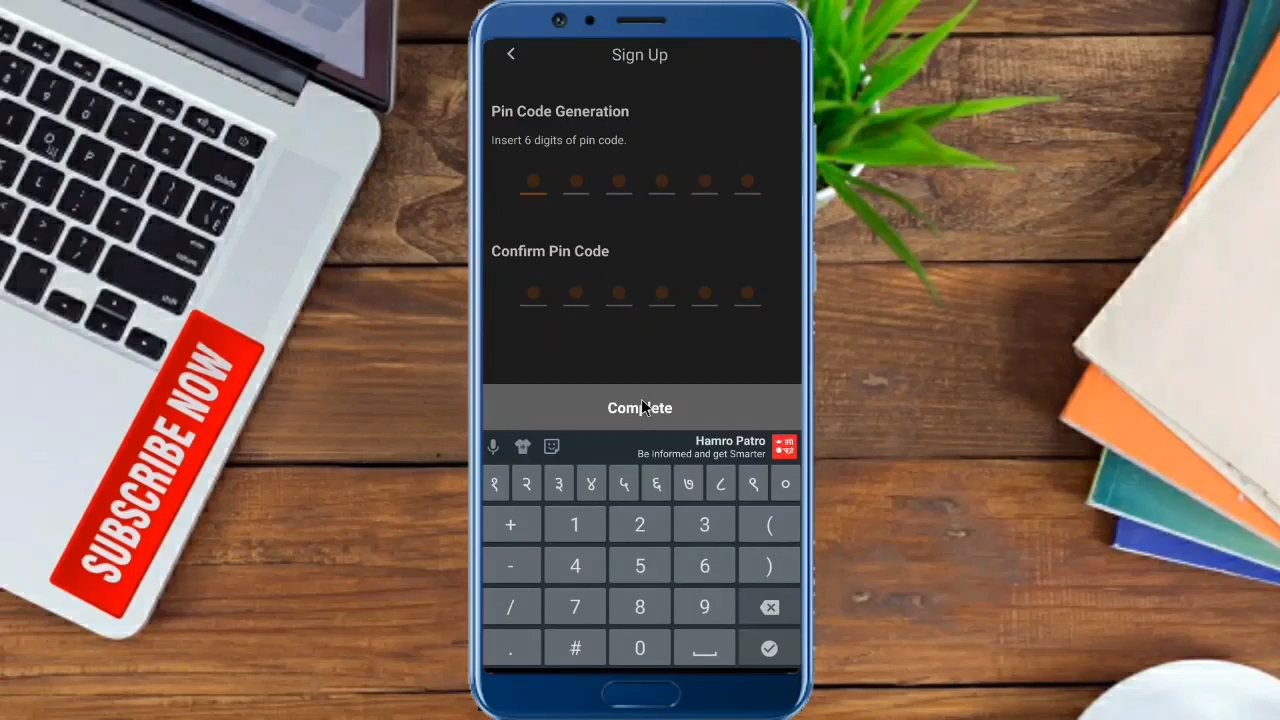 Sign Up
Pin Code Generation
Insert 6 digits of pin code.
Confirm Pin Code
Complete
Hamro Patro
Be informed and get Smarter
१ २ ३ ४ ५ ६ ७ ८ ९ ०
+ 1 2 3 (
- 4 5 6 )
/ 7 8 9
. # 0
SUBSCRIBE NOW
delete